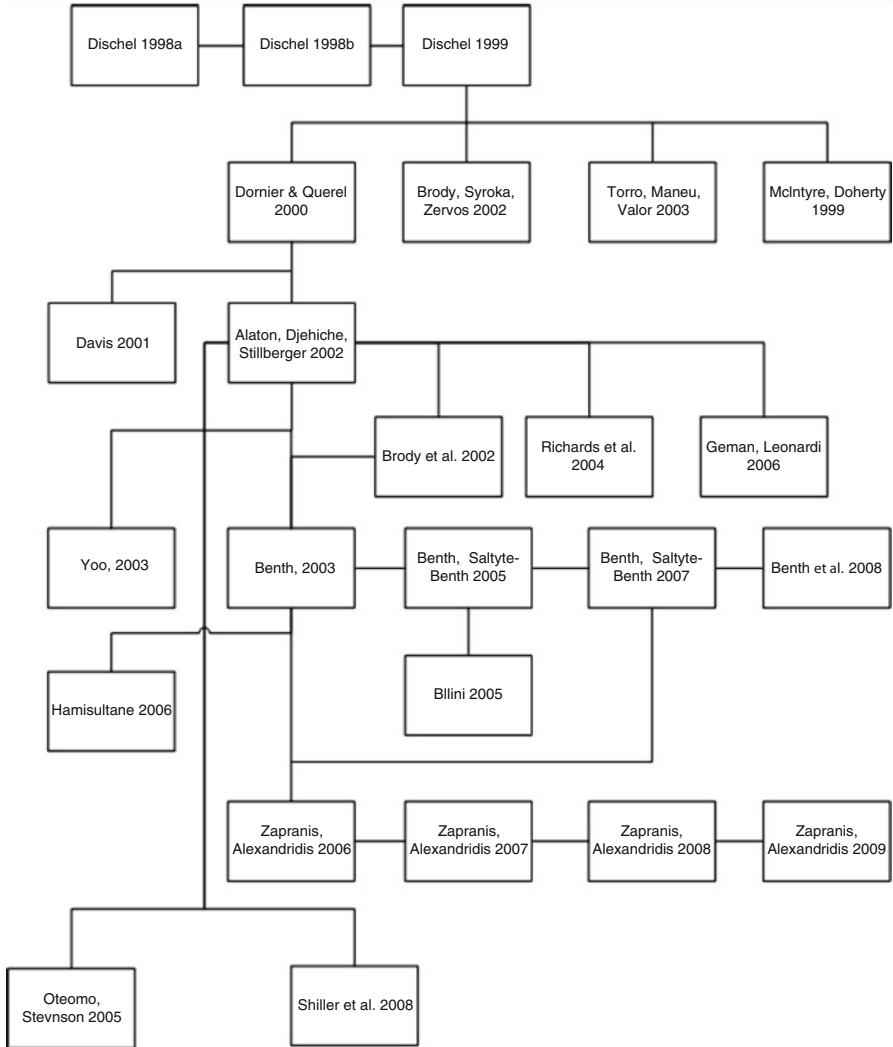 Dischel 1998a
Dischel 1998b
Dischel 1999
Dornier & Querel
2000
Brody, Syroka,
Zervos 2002
Torro, Maneu,
Valor 2003
McIntyre, Doherty
1999
Davis 2001
Alaton, Djehiche,
Stillberger 2002
Brody et al. 2002
Richards et al.
2004
Geman, Leonardi
2006
Yoo, 2003
Benth, 2003
Benth, Saltyte-
Benth 2005
Benth, Saltyte-
Benth 2007
Benth et al. 2008
Hamisultane 2006
Bllini 2005
Zapranis,
Alexandridis 2006
Zapranis,
Alexandridis 2007
Zapranis,
Alexandridis 2008
Zapranis,
Alexandridis 2009
Oteomo,
Stevnson 2005
Shiller et al. 2008